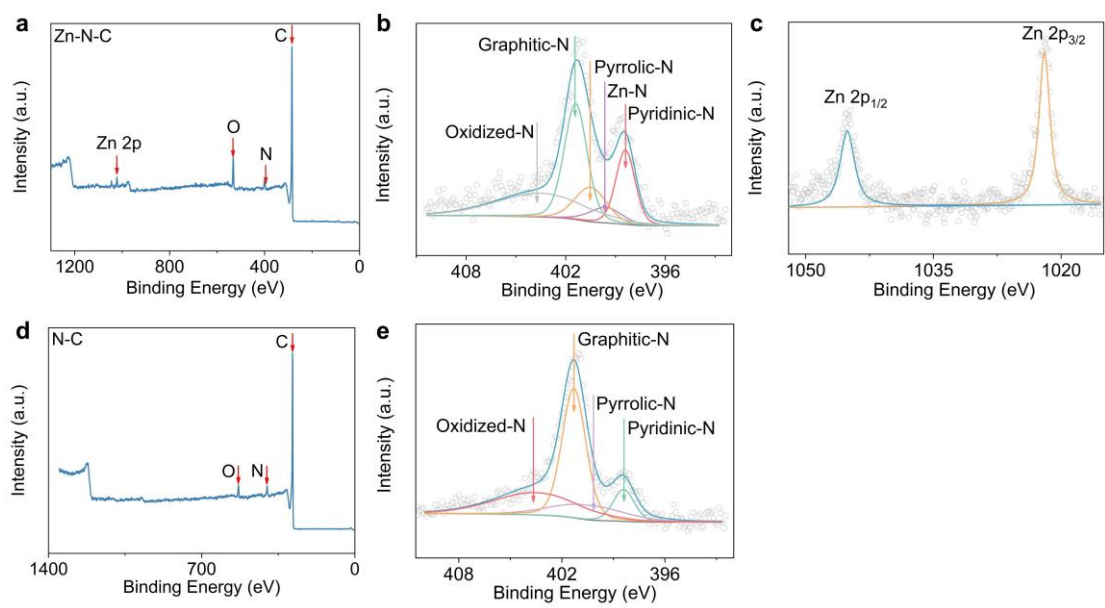 a
Zn-N-C
C
Zn 2p
O
N
Intensity (a.u.)
1200 800 400 0
Binding Energy (eV)
b
Graphitic-N
Pyrrolic-N
Zn-N
Pyridinic-N
Oxidized-N
Intensity (a.u.)
408 402 396
Binding Energy (eV)
c
Zn 2p3/2
Zn 2p1/2
Intensity (a.u.)
1050 1035 1020
Binding Energy (eV)
d
N-C
C
O
N
Intensity (a.u.)
1400 700 0
Binding Energy (eV)
e
Graphitic-N
Pyrrolic-N
Oxidized-N
Pyridinic-N
Intensity (a.u.)
408 402 396
Binding Energy (eV)